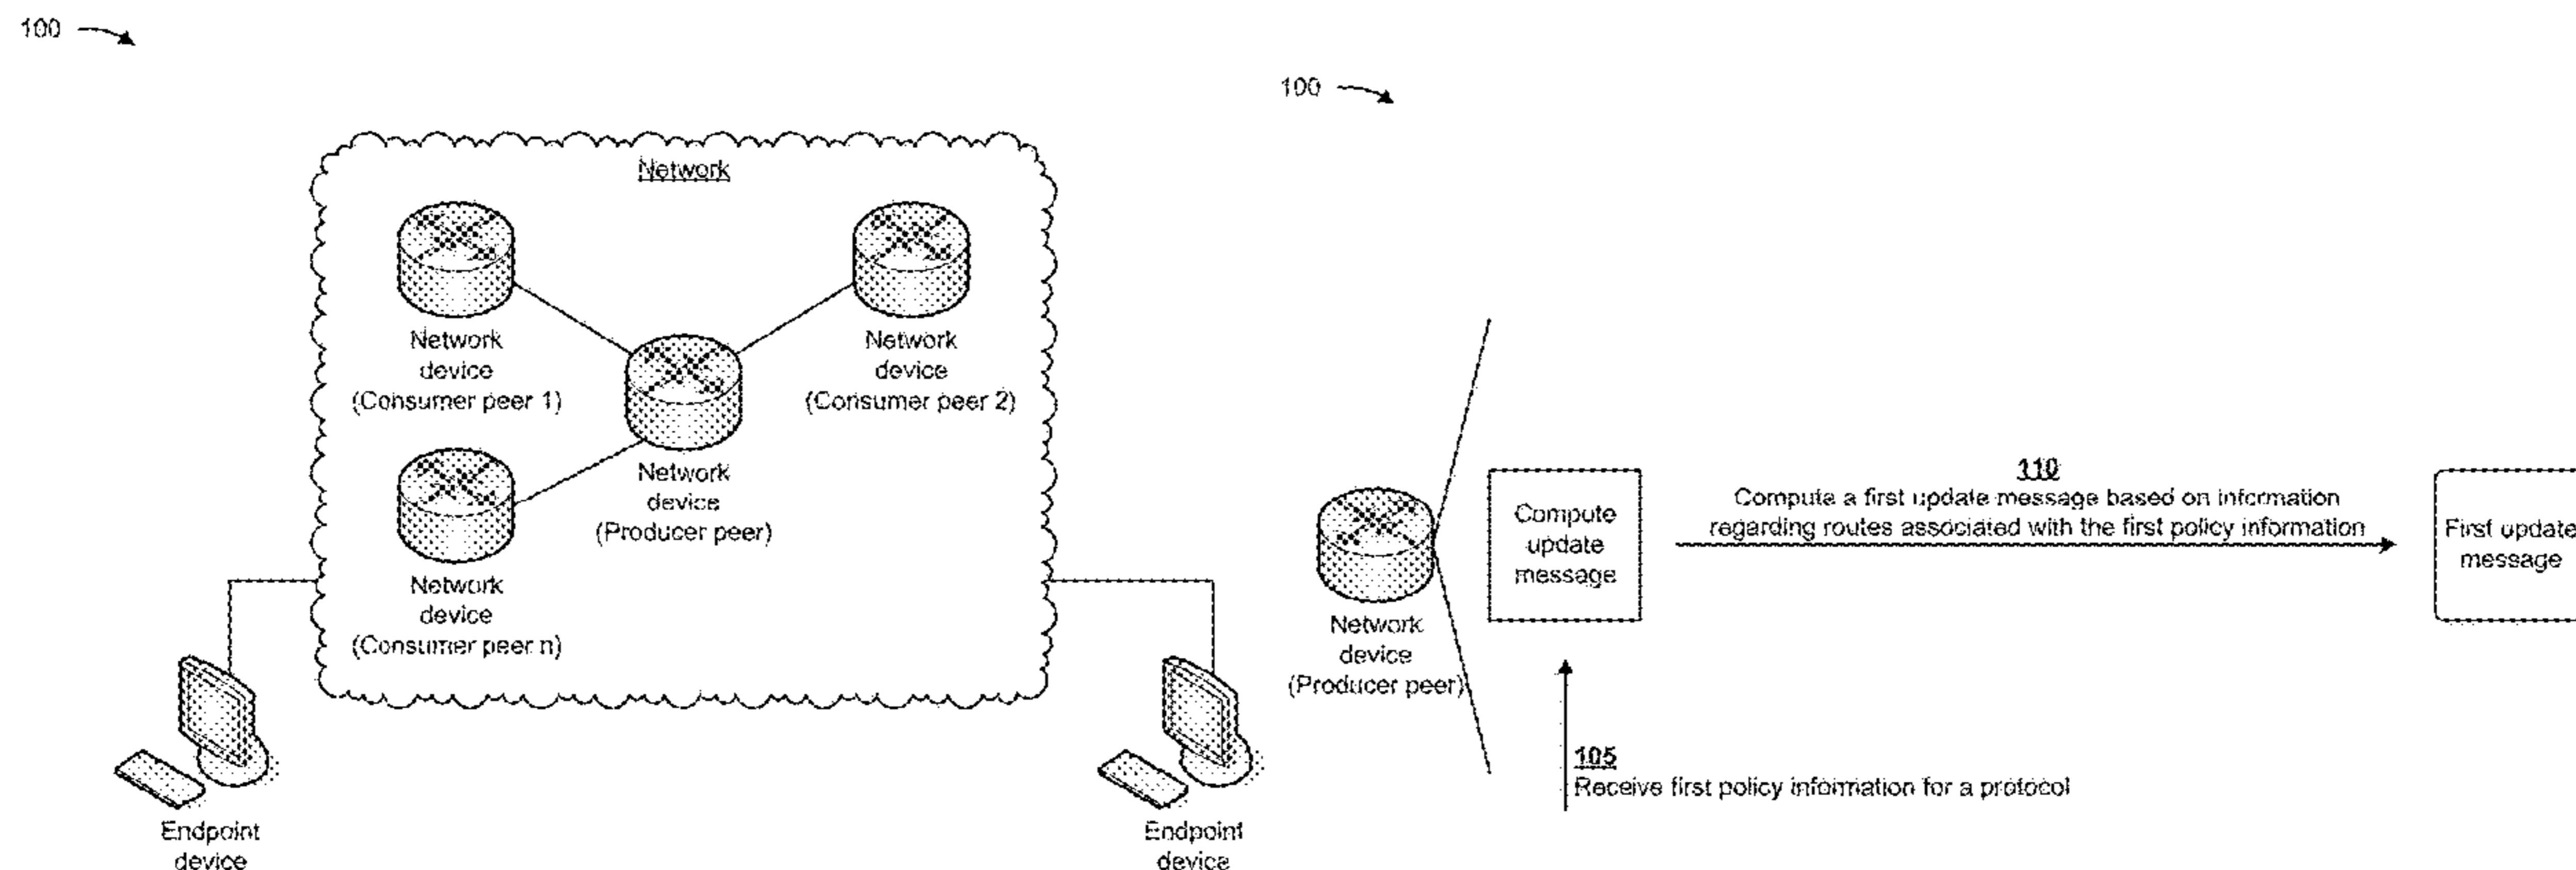 100
Network
Network
device
(Consumer peer 1)
Network
device
(Consumer peer 2)
Network
device
(Producer peer)
Network
device
(Consumer peer n)
Endpoint
device
Endpoint
device
100
Network
device
(Producer peer)
Compute
update
message
110
Compute a first update message based on information
regarding routes associated with the first policy information
First update
message
105
Receive first policy information for a protocol